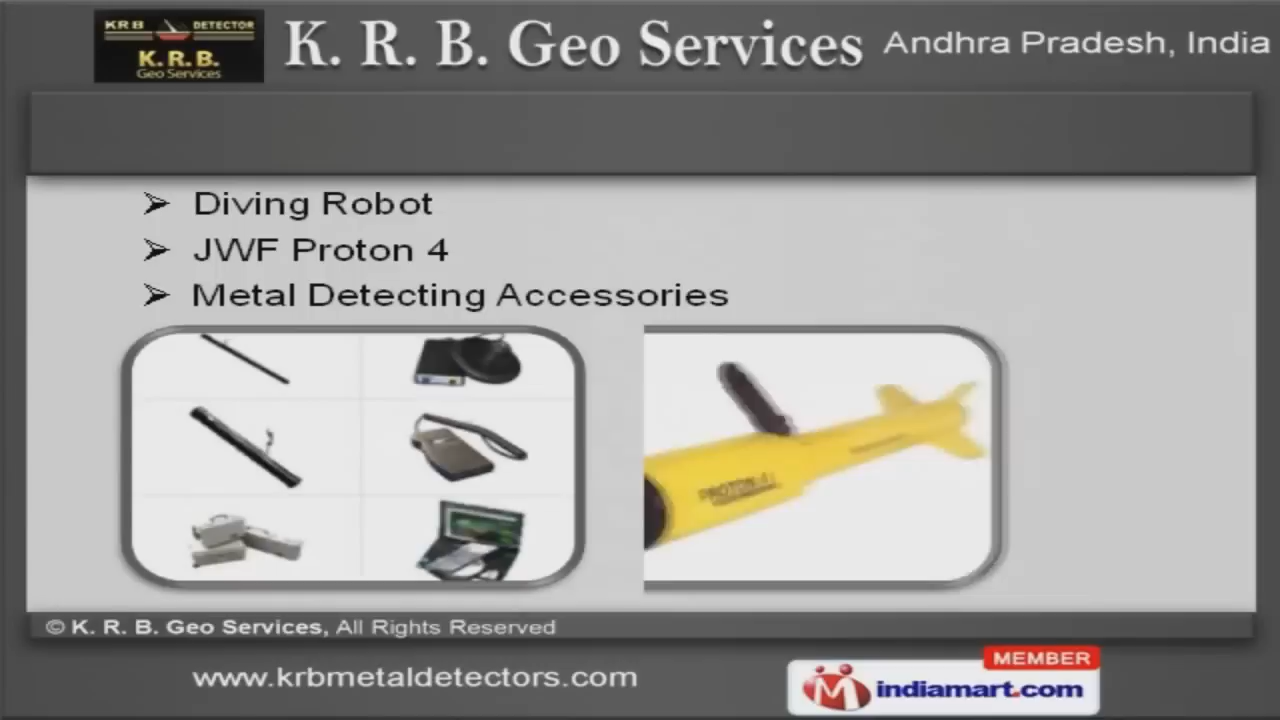 KRB DETECTOR
K. R. B.
Geo Services
K. R. B. Geo Services
Andhra Pradesh, India
➢ Diving Robot
➢ JWF Proton 4
➢ Metal Detecting Accessories
PROTON 4
© K. R. B. Geo Services, All Rights Reserved
www.krbmetaldetectors.com
MEMBER
indiamart.com